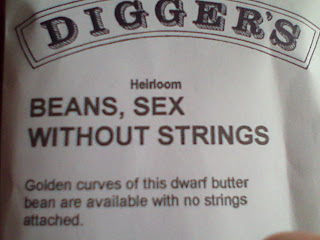 DIGGER'S
Heirloom
BEANS, SEX
WITHOUT STRINGS
Golden curves of this dwarf butter
bean are available with no strings
attached.